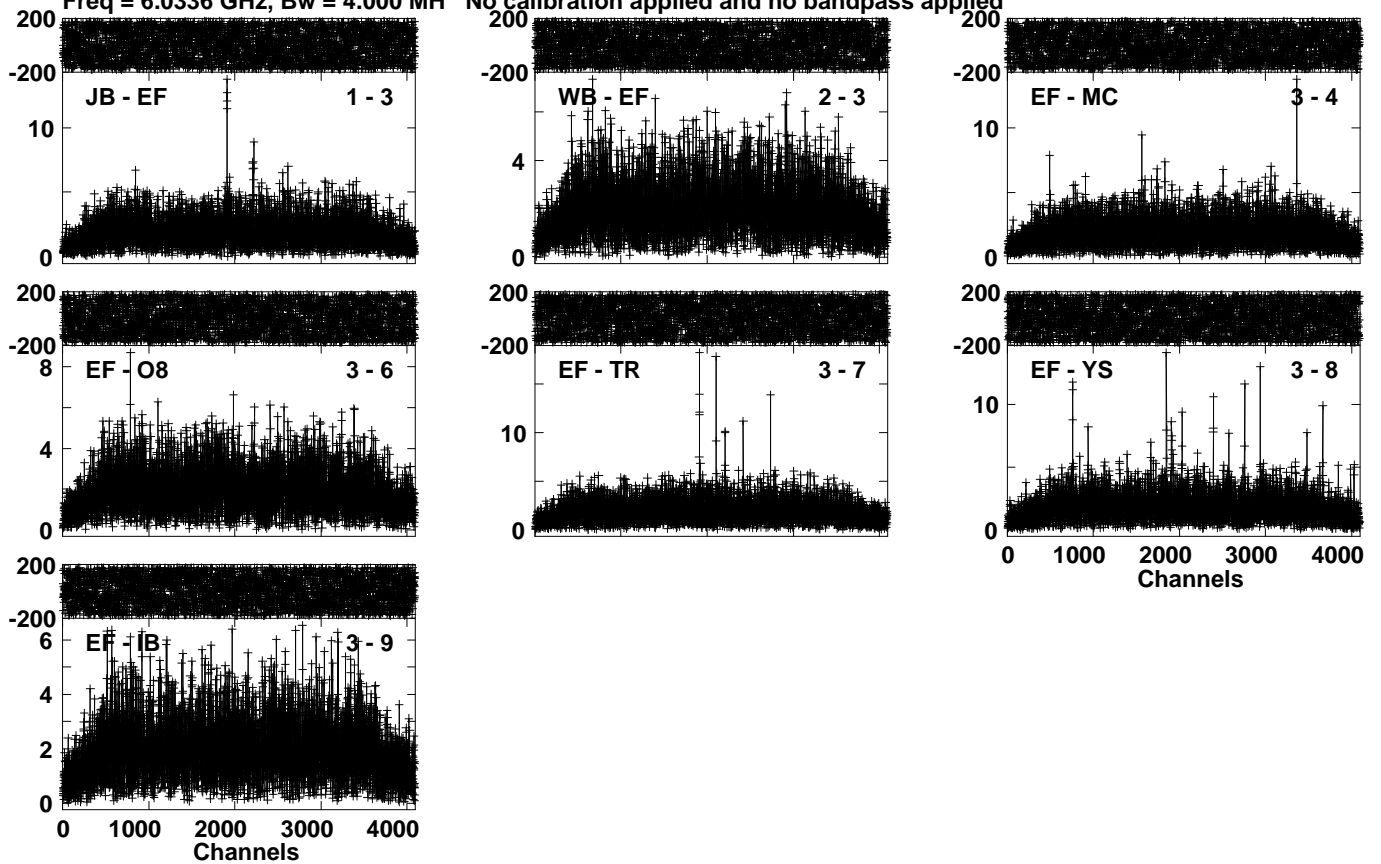 Freq = 6.0336 GHz, Bw = 4.000 MH No calibration applied and no bandpass applied
200 200 200
-200 -200 -200
JB - EF 1 - 3 WB - EF 2 - 3 EF - MC 3 - 4
10 4 10
0 0 0
200 200 200
-200 -200 -200
8 EF - O8 3 - 6 EF - TR 3 - 7 EF - YS 3 - 8
4 10 10
0 0 0
0 1000 2000 3000 4000
Channels
200
-200
6 EF - IB 3 - 9
4
2
0
0 1000 2000 3000 4000
Channels